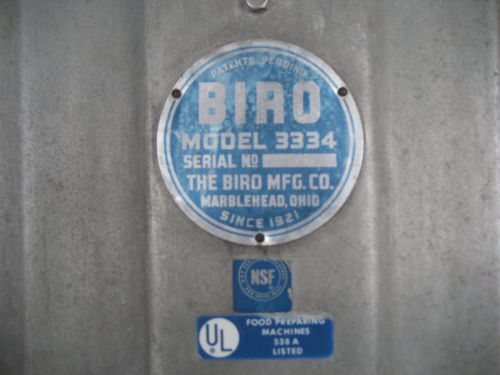 PATENTS PENDING
BIRO
MODEL 3334
SERIAL Nº
THE BIRO MFG. CO.
MARBLEHEAD, OHIO
SINCE 1921
NSF
UL
FOOD PREPARING
MACHINES
538 A
LISTED